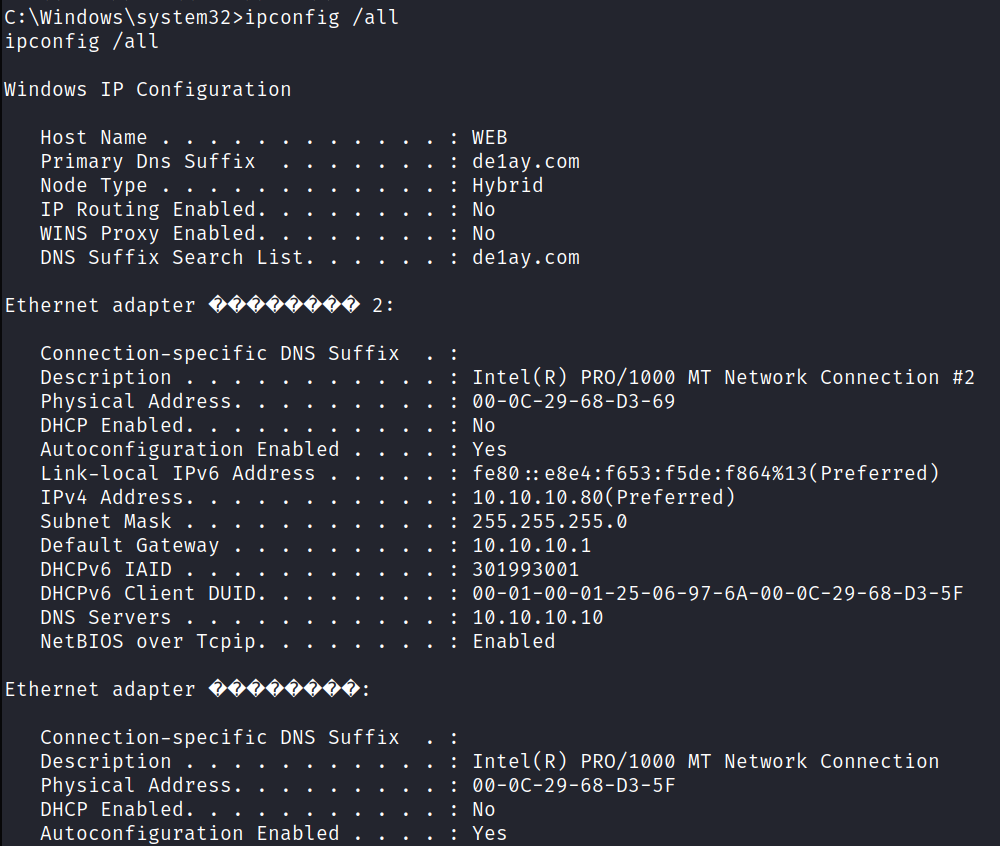 C:\Windows\system32>ipconfig /all
ipconfig /all
Windows IP Configuration
Host Name . . . . . . . . . . . . : WEB
Primary Dns Suffix  . . . . . . . : de1ay.com
Node Type . . . . . . . . . . . . : Hybrid
IP Routing Enabled. . . . . . . . : No
WINS Proxy Enabled. . . . . . . . : No
DNS Suffix Search List. . . . . . : de1ay.com
Ethernet adapter �������� 2:
Connection-specific DNS Suffix  . :
Description . . . . . . . . . . . : Intel(R) PRO/1000 MT Network Connection #2
Physical Address. . . . . . . . . : 00-0C-29-68-D3-69
DHCP Enabled. . . . . . . . . . . : No
Autoconfiguration Enabled . . . . : Yes
Link-local IPv6 Address . . . . . : fe80::e8e4:f653:f5de:f864%13(Preferred)
IPv4 Address. . . . . . . . . . . : 10.10.10.80(Preferred)
Subnet Mask . . . . . . . . . . . : 255.255.255.0
Default Gateway . . . . . . . . . : 10.10.10.1
DHCPv6 IAID . . . . . . . . . . . : 301993001
DHCPv6 Client DUID. . . . . . . . : 00-01-00-01-25-06-97-6A-00-0C-29-68-D3-5F
DNS Servers . . . . . . . . . . . : 10.10.10.10
NetBIOS over Tcpip. . . . . . . . : Enabled
Ethernet adapter ��������:
Connection-specific DNS Suffix  . :
Description . . . . . . . . . . . : Intel(R) PRO/1000 MT Network Connection
Physical Address. . . . . . . . . : 00-0C-29-68-D3-5F
DHCP Enabled. . . . . . . . . . . : No
Autoconfiguration Enabled . . . . : Yes